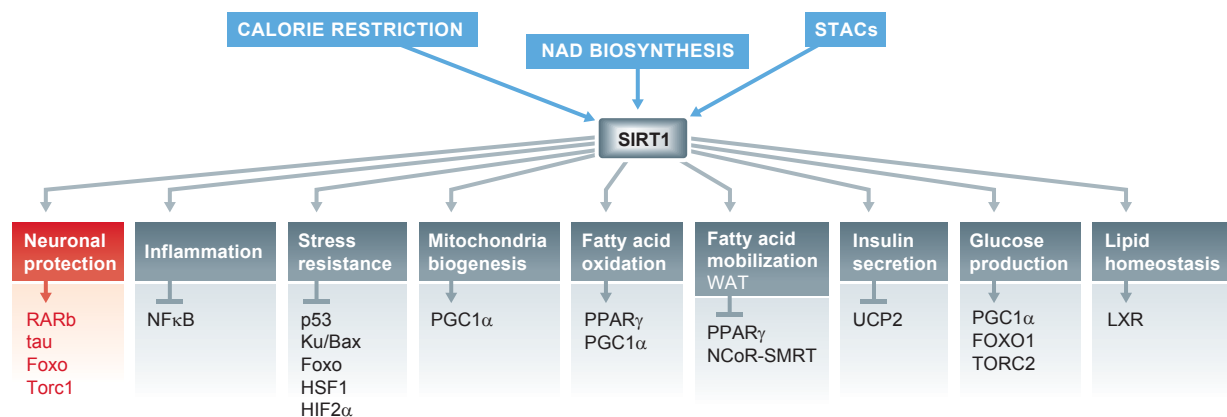 CALORIE RESTRICTION
NAD BIOSYNTHESIS
STACs
SIRT1
Neuronal
protection
RARb
tau
Foxo
Torc1
Inflammation
NFκB
Stress
resistance
p53
Ku/Bax
Foxo
HSF1
HIF2α
Mitochondria
biogenesis
PGC1α
Fatty acid
oxidation
PPARγ
PGC1α
Fatty acid
mobilization
WAT
PPARγ
NCoR-SMRT
Insulin
secretion
UCP2
Glucose
production
PGC1α
FOXO1
TORC2
Lipid
homeostasis
LXR